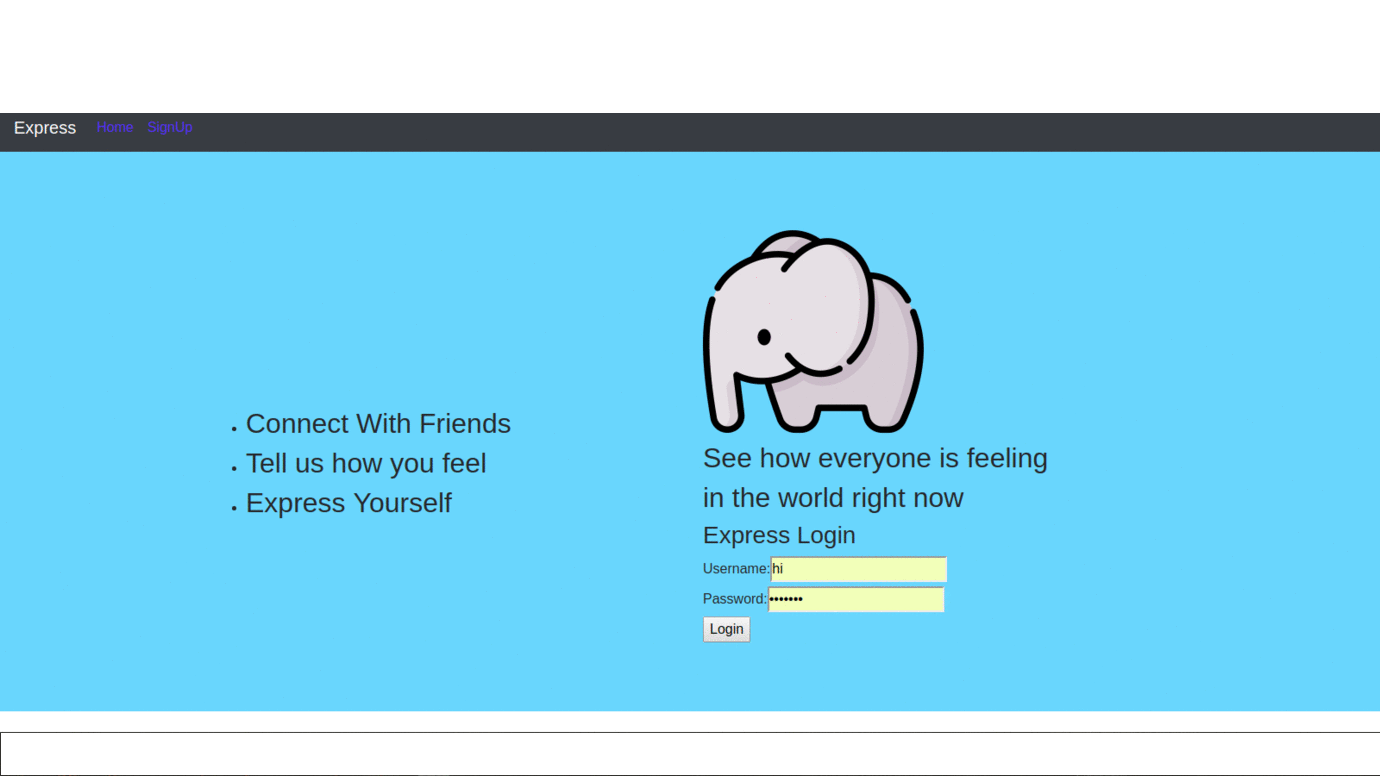 Express Home SignUp
Connect With Friends
Tell us how you feel
Express Yourself
See how everyone is feeling
in the world right now
Express Login
Username:hi
Password:•••••••
Login